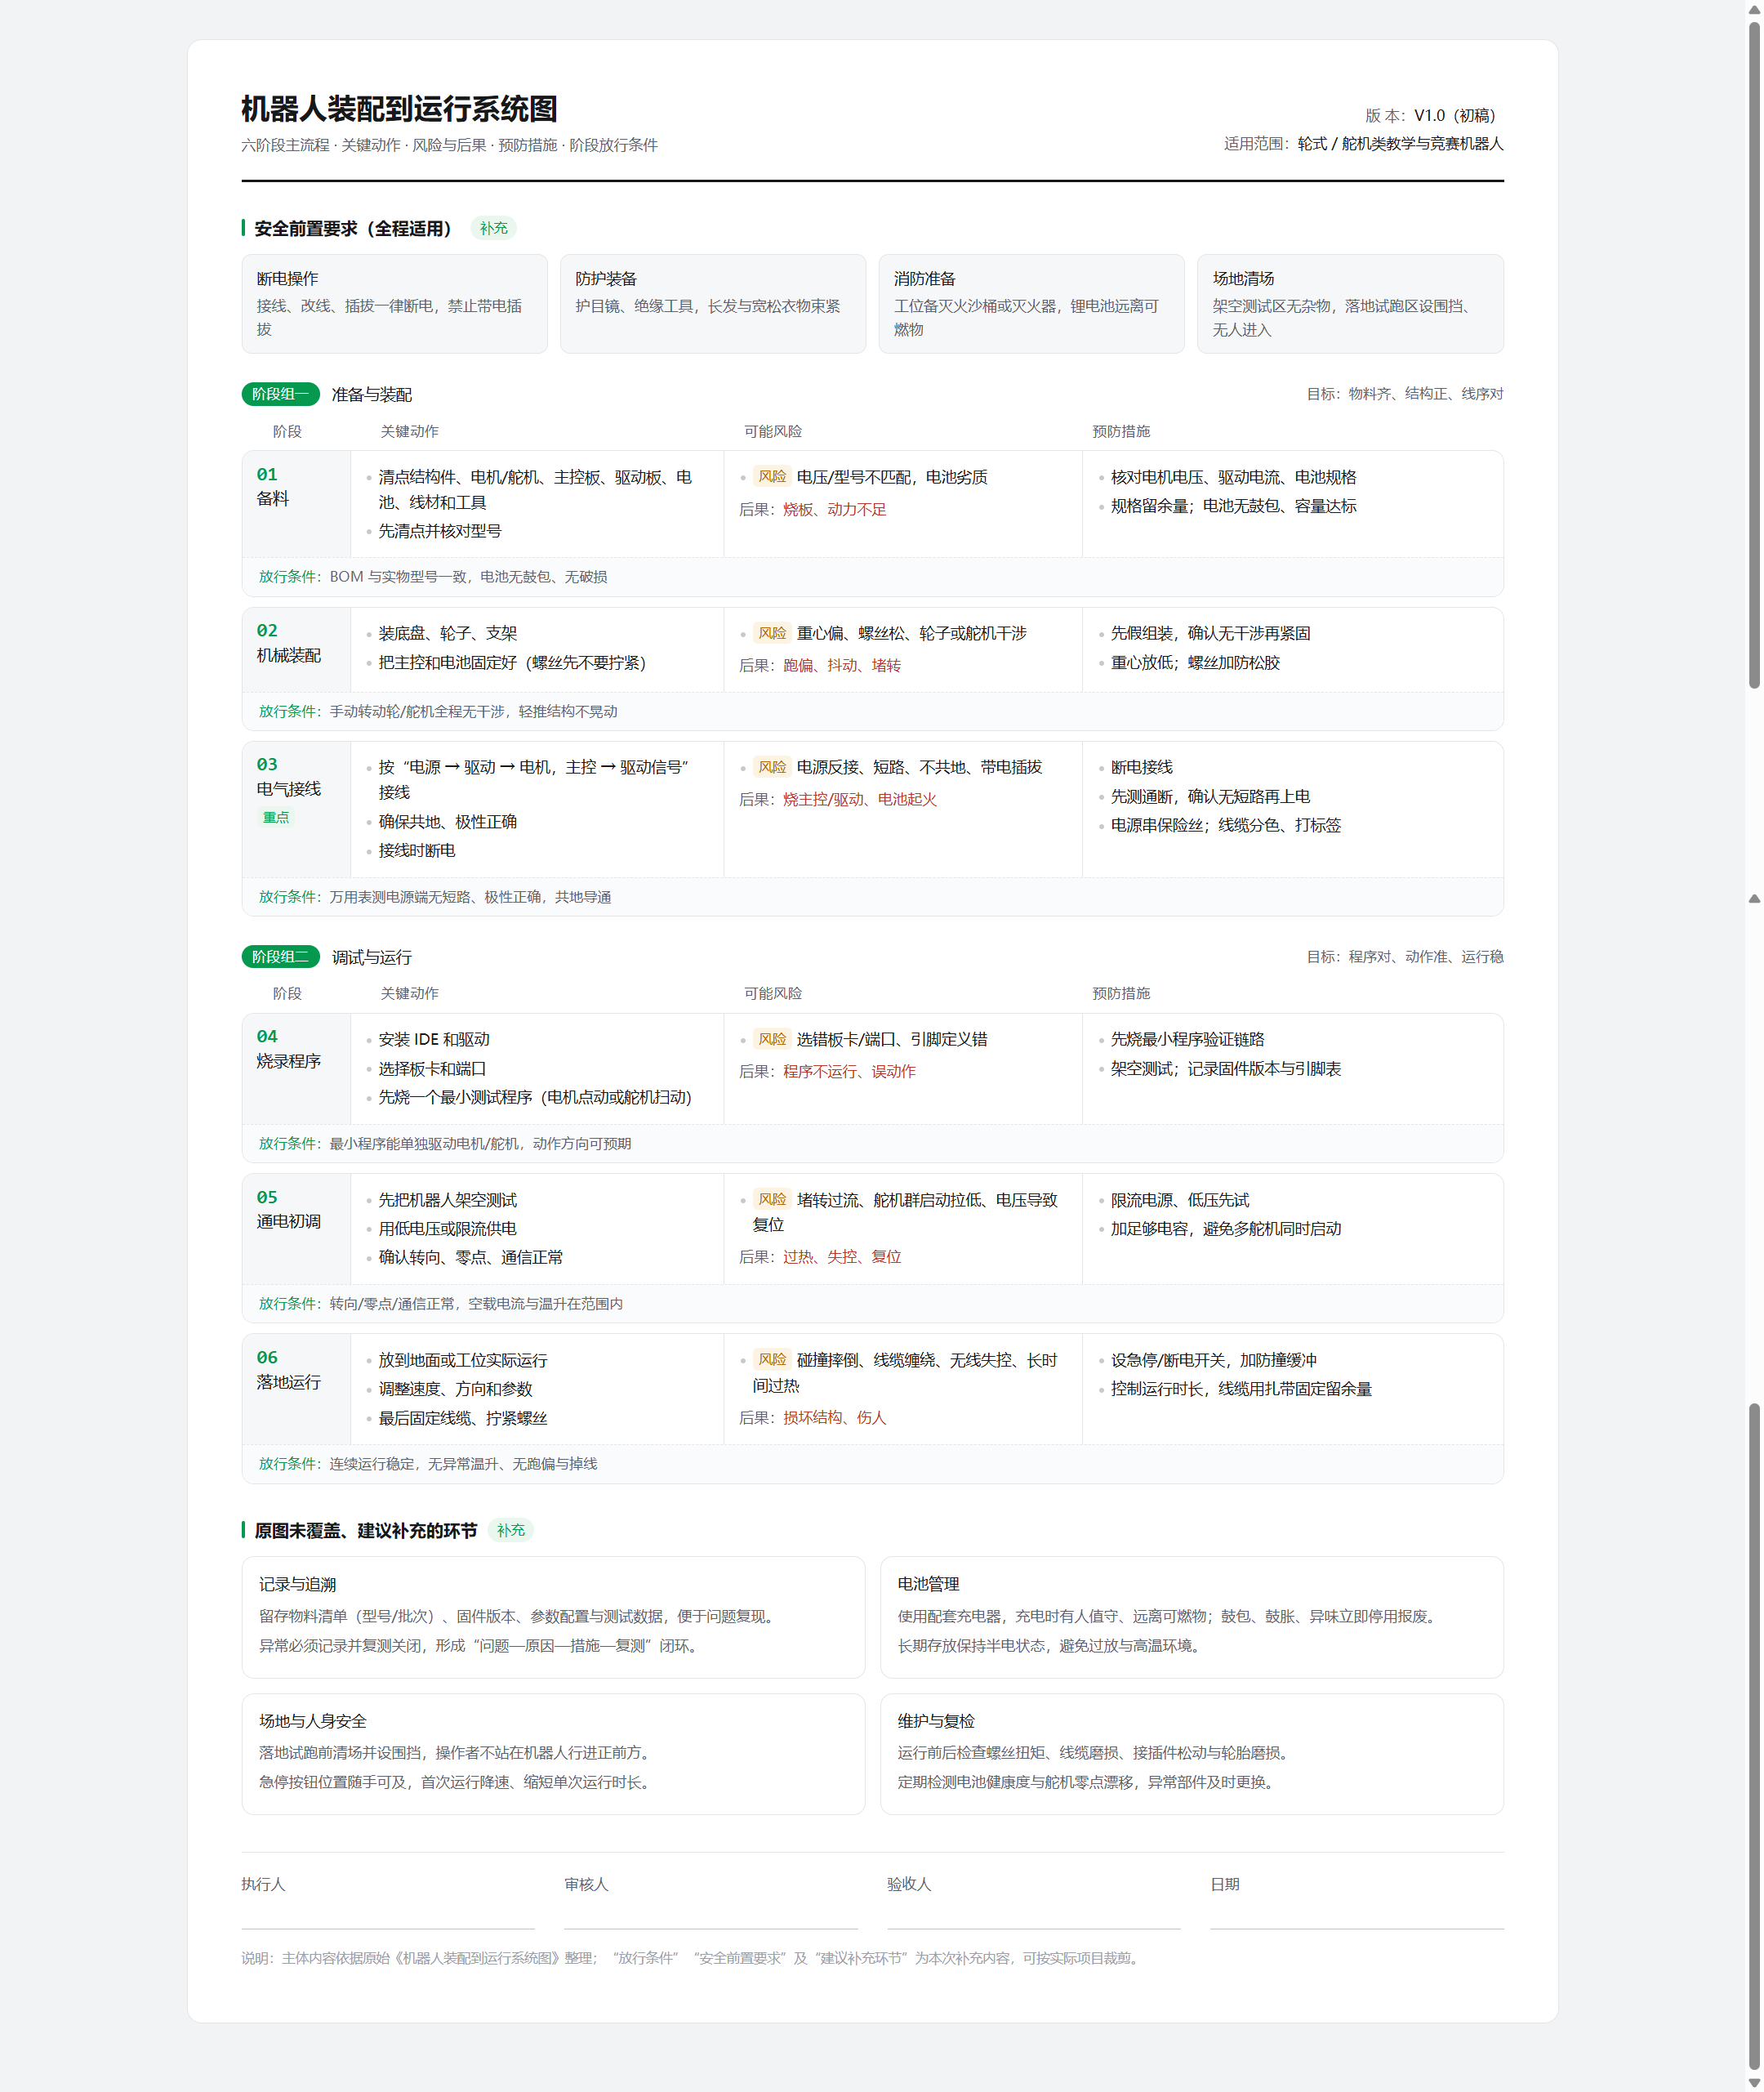 机器人装配到运行系统图
六阶段主流程 · 关键动作 · 风险与后果 · 预防措施 · 阶段放行条件
版 本：V1.0（初稿）
适用范围：轮式 / 舵机类教学与竞赛机器人
安全前置要求（全程适用） 补充
断电操作
接线、改线、插拔一律断电，禁止带电插
拔
防护装备
护目镜、绝缘工具，长发与宽松衣物束紧
消防准备
工位备灭火沙桶或灭火器，锂电池远离可
燃物
场地清场
架空测试区无杂物，落地试跑区设围挡、
无人进入
阶段组一 准备与装配 目标：物料齐、结构正、线序对
阶段 关键动作 可能风险 预防措施
01
备料
清点结构件、电机/舵机、主控板、驱动板、电
池、线材和工具
先清点并核对型号
风险 电压/型号不匹配，电池劣质
后果：烧板、动力不足
核对电机电压、驱动电流、电池规格
规格留余量；电池无鼓包、容量达标
放行条件：BOM 与实物型号一致，电池无鼓包、无破损
02
机械装配
装底盘、轮子、支架
把主控和电池固定好（螺丝先不要拧紧）
风险 重心偏、螺丝松、轮子或舵机干涉
后果：跑偏、抖动、堵转
先假组装，确认无干涉再紧固
重心放低；螺丝加防松胶
放行条件：手动转动轮/舵机全程无干涉，轻推结构不晃动
03
电气接线
重点
按“电源 → 驱动 → 电机，主控 → 驱动信号”
接线
确保共地、极性正确
接线时断电
风险 电源反接、短路、不共地、带电插拔
后果：烧主控/驱动、电池起火
断电接线
先测通断，确认无短路再上电
电源串保险丝；线缆分色、打标签
放行条件：万用表测电源端无短路、极性正确，共地导通
阶段组二 调试与运行 目标：程序对、动作准、运行稳
阶段 关键动作 可能风险 预防措施
04
烧录程序
安装 IDE 和驱动
选择板卡和端口
先烧一个最小测试程序（电机点动或舵机扫动）
风险 选错板卡/端口、引脚定义错
后果：程序不运行、误动作
先烧最小程序验证链路
架空测试；记录固件版本与引脚表
放行条件：最小程序能单独驱动电机/舵机，动作方向可预期
05
通电初调
先把机器人架空测试
用低电压或限流供电
确认转向、零点、通信正常
风险 堵转过流、舵机群启动拉低、电压导致
复位
后果：过热、失控、复位
限流电源、低压先试
加足够电容，避免多舵机同时启动
放行条件：转向/零点/通信正常，空载电流与温升在范围内
06
落地运行
放到地面或工位实际运行
调整速度、方向和参数
最后固定线缆、拧紧螺丝
风险 碰撞摔倒、线缆缠绕、无线失控、长时
间过热
后果：损坏结构、伤人
设急停/断电开关，加防撞缓冲
控制运行时长，线缆用扎带固定留余量
放行条件：连续运行稳定，无异常温升、无跑偏与掉线
原图未覆盖、建议补充的环节 补充
记录与追溯
留存物料清单（型号/批次）、固件版本、参数配置与测试数据，便于问题复现。
异常必须记录并复测关闭，形成“问题—原因—措施—复测”闭环。
电池管理
使用配套充电器，充电时有人值守、远离可燃物；鼓包、鼓胀、异味立即停用报废。
长期存放保持半电状态，避免过放与高温环境。
场地与人身安全
落地试跑前清场并设围挡，操作者不站在机器人行进正前方。
急停按钮位置随手可及，首次运行降速、缩短单次运行时长。
维护与复检
运行前后检查螺丝扭矩、线缆磨损、接插件松动与轮胎磨损。
定期检测电池健康度与舵机零点漂移，异常部件及时更换。
执行人 审核人 验收人 日期
说明：主体内容依据原始《机器人装配到运行系统图》整理；“放行条件”“安全前置要求”及“建议补充环节”为本次补充内容，可按实际项目裁剪。